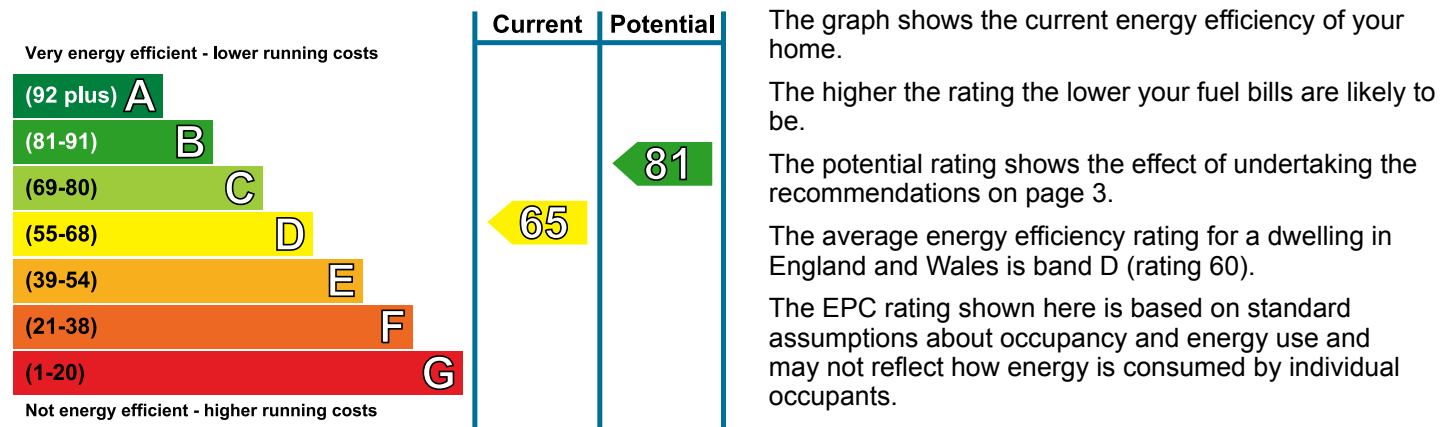 Current Potential
Very energy efficient - lower running costs
(92 plus) A
(81-91) B
(69-80) C
(55-68) D
(39-54) E
(21-38) F
(1-20) G
Not energy efficient - higher running costs
65
81
The graph shows the current energy efficiency of your
home.
The higher the rating the lower your fuel bills are likely to
be.
The potential rating shows the effect of undertaking the
recommendations on page 3.
The average energy efficiency rating for a dwelling in
England and Wales is band D (rating 60).
The EPC rating shown here is based on standard
assumptions about occupancy and energy use and
may not reflect how energy is consumed by individual
occupants.